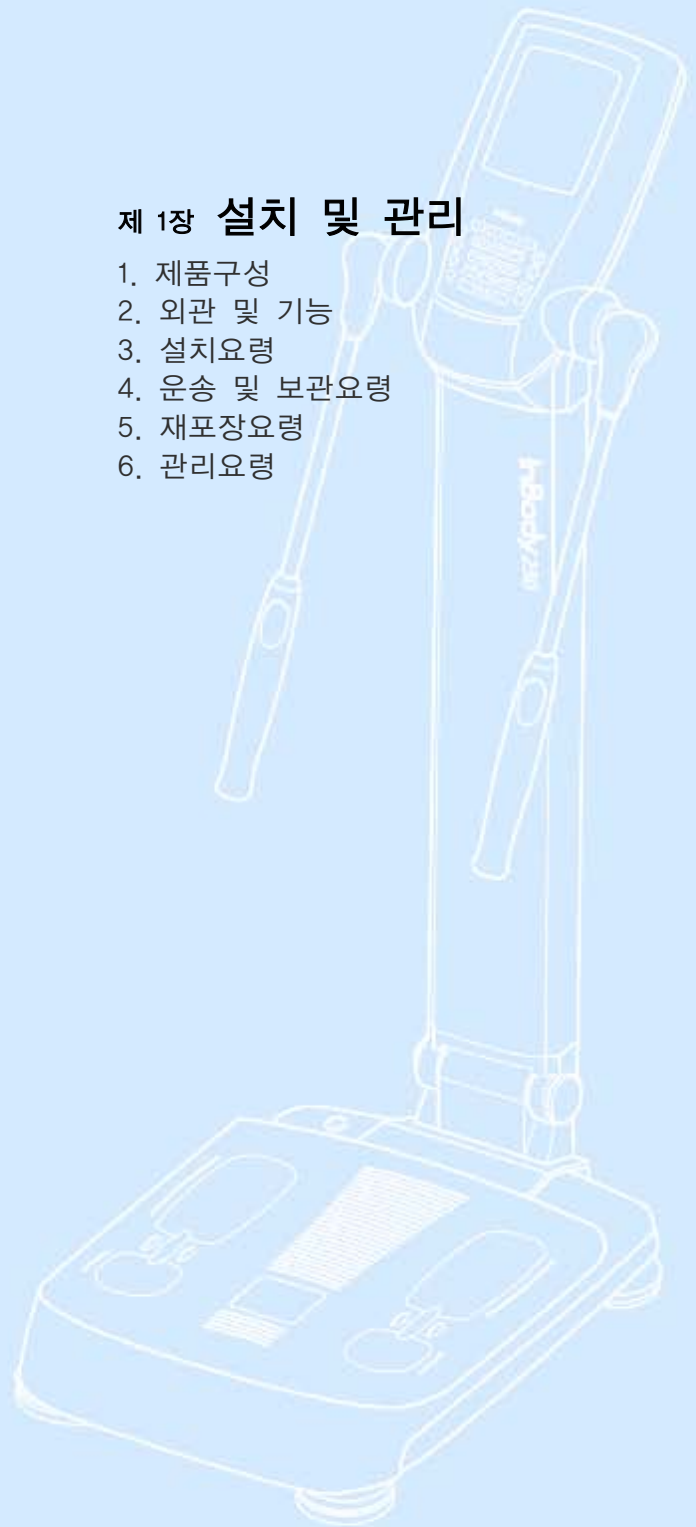 제 1장 설치 및 관리
1. 제품구성
2. 외관 및 기능
3. 설치요령
4. 운송 및 보관요령
5. 재포장요령
6. 관리요령
InBody 230